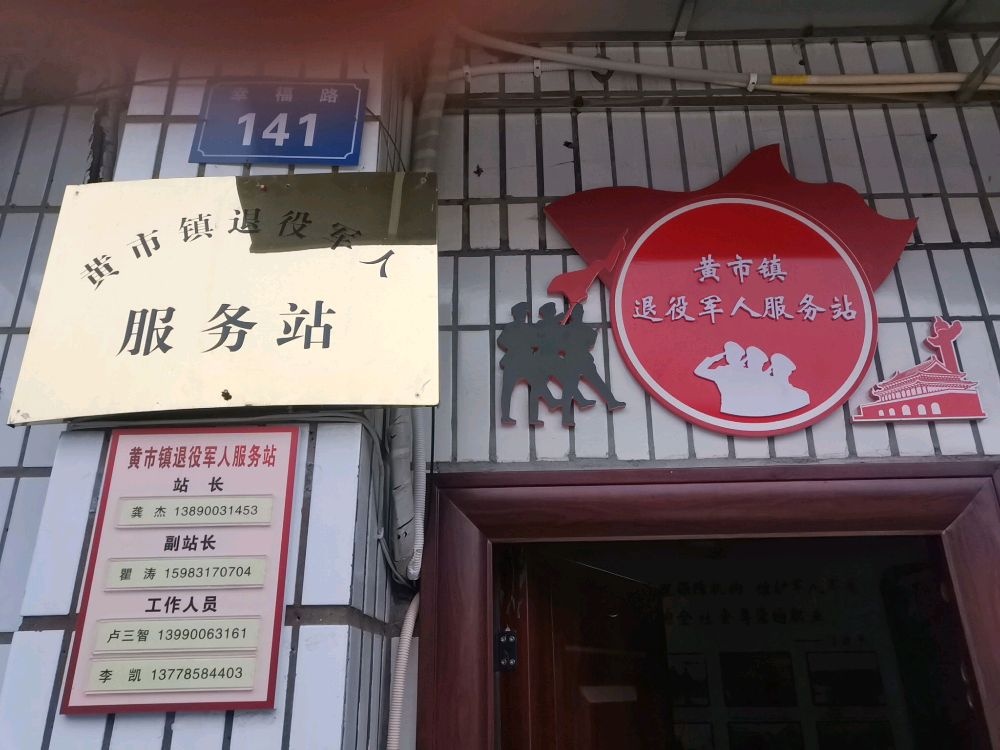 幸福路
141
黄市镇退役军人
服务站
黄市镇
退役军人服务站
黄市镇退役军人服务站
站 长
龚 杰 13890031453
副站长
瞿 涛 15983170704
工作人员
卢三智 13990063161
李 凯 13778584403